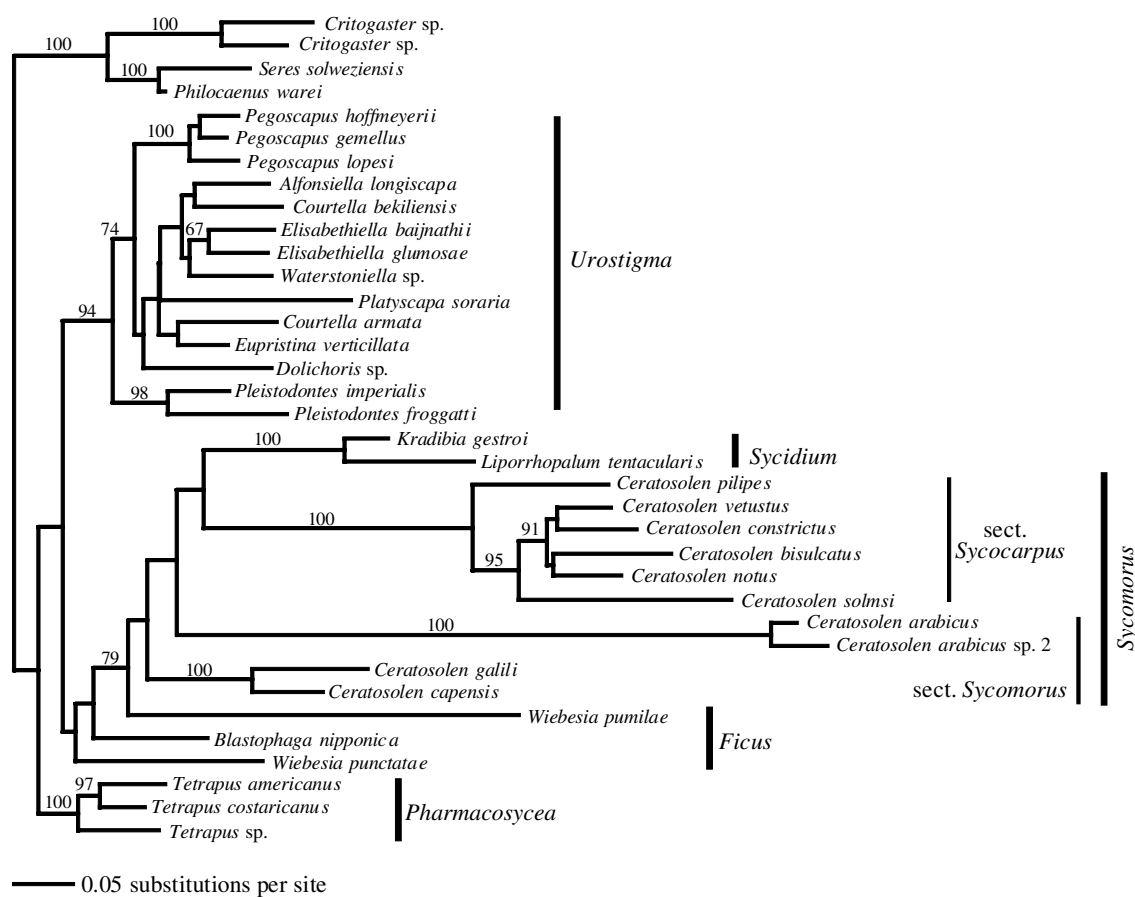 Critogaster sp.
100
100
Critogaster sp.
Seres solweziensis
100
Philocaenus warei
Pegoscapus hoffmeyerii
100
Pegoscapus gemellus
Pegoscapus lopesi
Alfonsiella longiscapa
Courtella bekiliensis
74
67
Elisabethiella baijnathii
Elisabethiella glumosae
Urostigma
Waterstoniella sp.
Platyscapa soraria
94
Courtella armata
Eupristina verticillata
Dolichoris sp.
98
Pleistodontes imperialis
Pleistodontes froggatti
100
Kradibia gestroi
Liporrhopalum tentacularis
Sycidium
Ceratosolen pilipes
Ceratosolen vetustus
100
91
Ceratosolen constrictus
sect.
Sycocarpus
Ceratosolen bisulcatus
95
Ceratosolen notus
Ceratosolen solmsi
Sycomorus
100
Ceratosolen arabicus
Ceratosolen arabicus sp. 2
79
100
Ceratosolen galili
Ceratosolen capensis
sect. Sycomorus
Wiebesia pumilae
Blastophaga nipponica
Ficus
Wiebesia punctatae
97
Tetrapus americanus
100
Tetrapus costaricanus
Pharmacosycea
Tetrapus sp.
0.05 substitutions per site